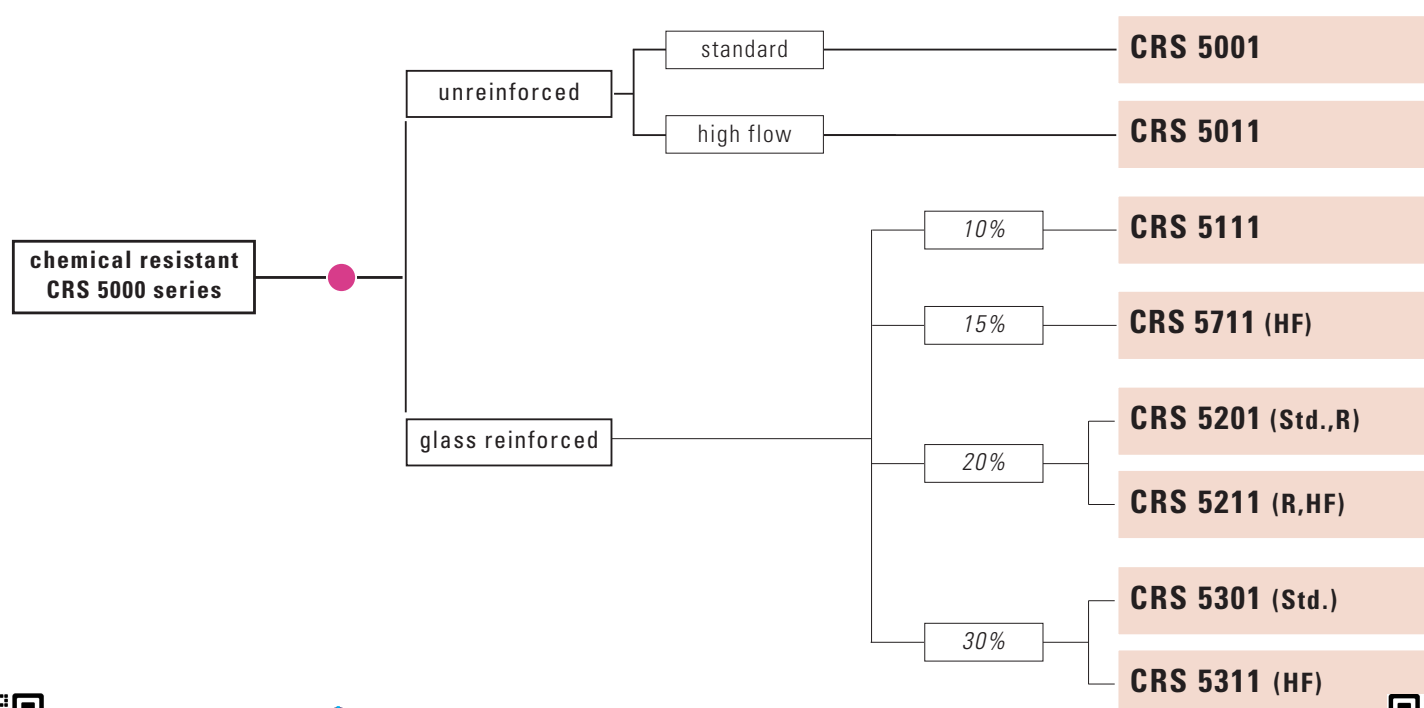 chemical resistant
CRS 5000 series
unreinforced
standard
CRS 5001
high flow
CRS 5011
glass reinforced
10%
CRS 5111
15%
CRS 5711 (HF)
20%
CRS 5201 (Std.,R)
CRS 5211 (R,HF)
30%
CRS 5301 (Std.)
CRS 5311 (HF)